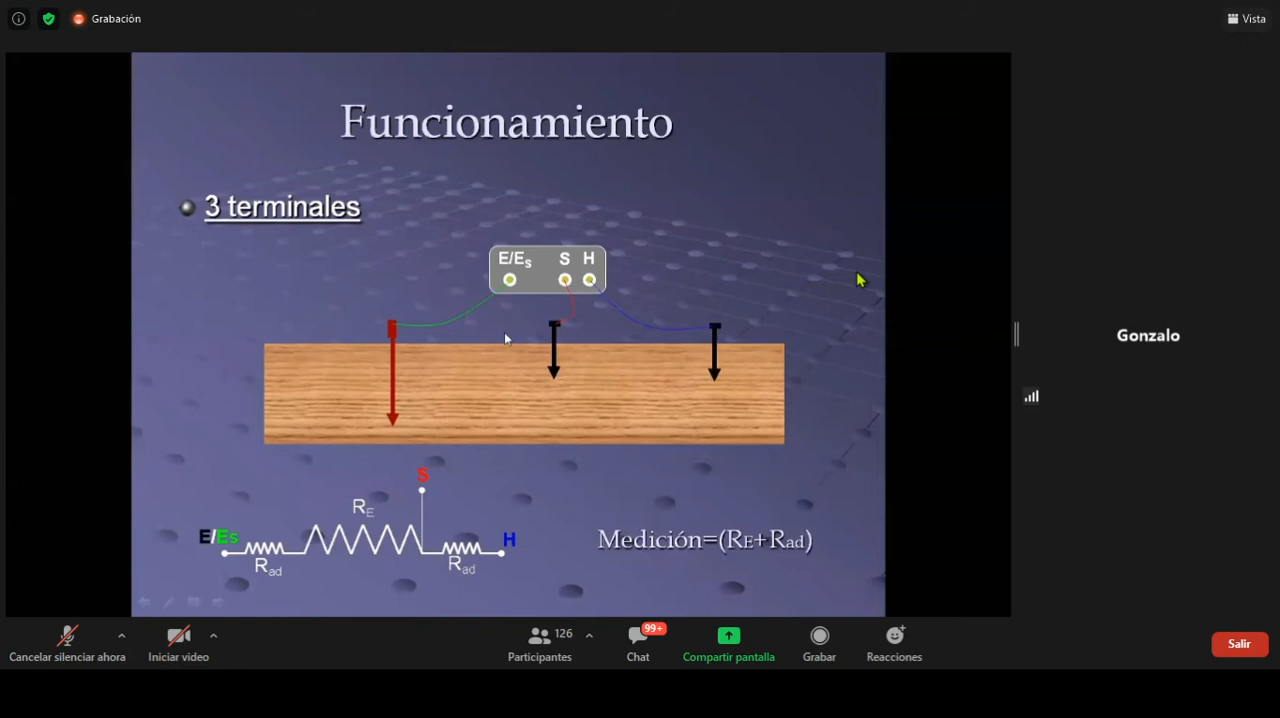 Grabación
Vista
Funcionamiento
3 terminales
E/Es S H
Gonzalo
S
RE
E/Es
H
Rad
Rad
Medición=(RE+Rad)
126
99+
Cancelar silenciar ahora
Iniciar video
Participantes
Chat
Compartir pantalla
Grabar
Reacciones
Salir